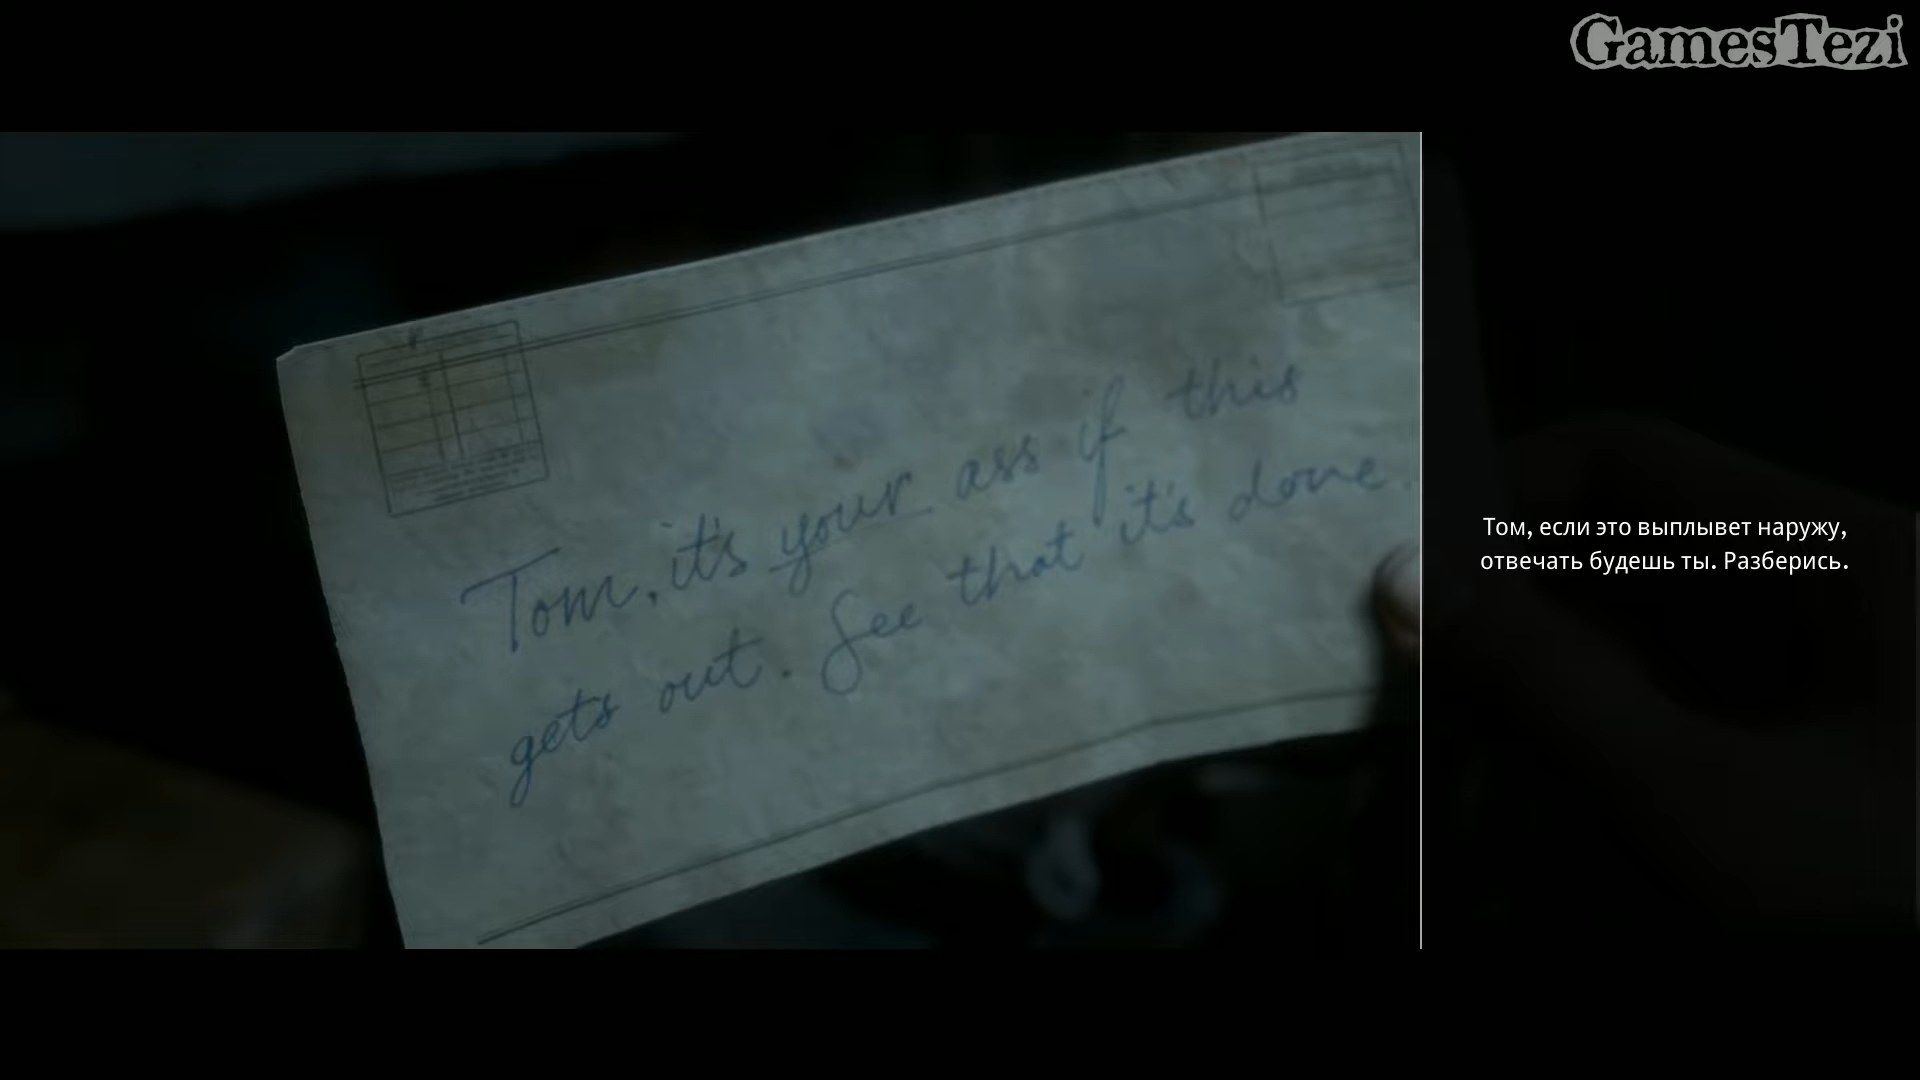 GamesTezi
Tom, it's your ass if this
gets out. See that it's done.
Том, если это выплывет наружу,
отвечать будешь ты. Разберись.